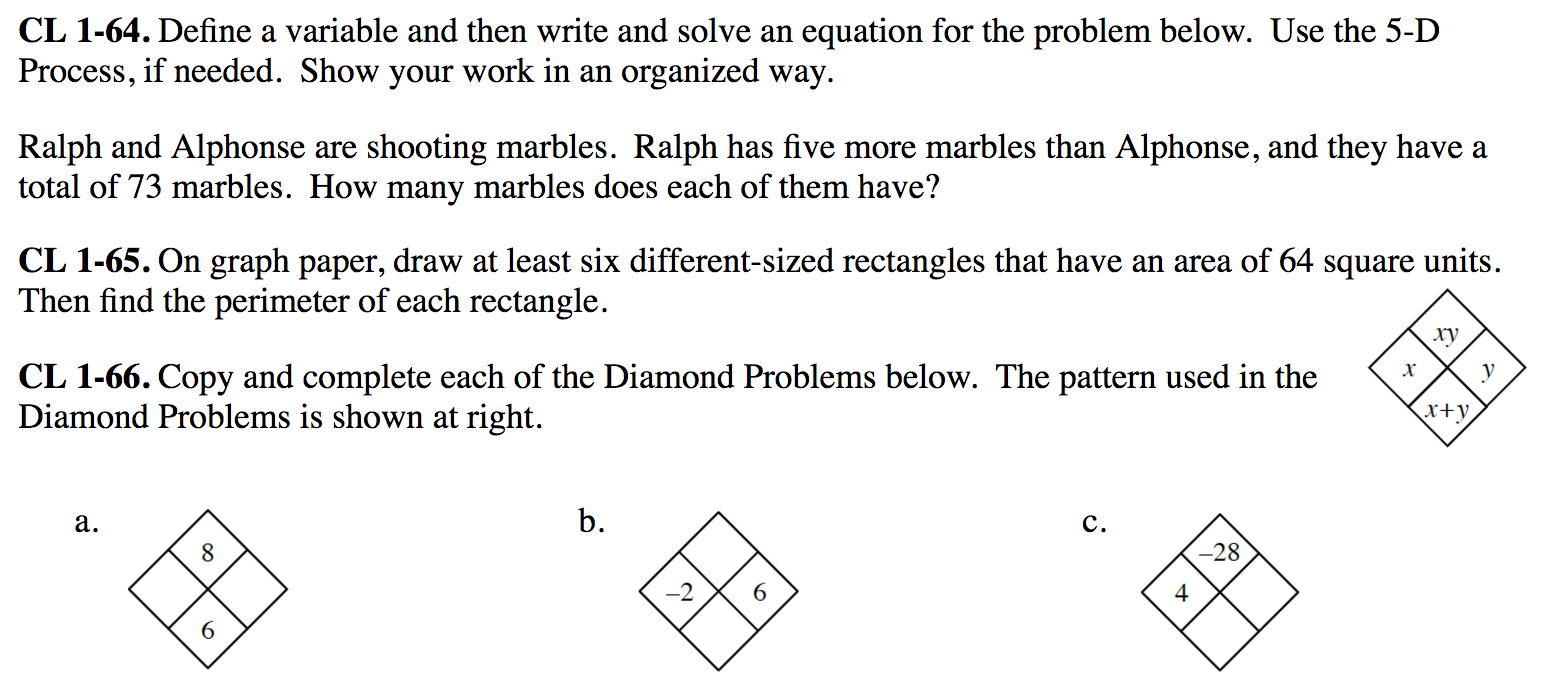 CL 1-64. Define a variable and then write and solve an equation for the problem below. Use the 5-D
Process, if needed. Show your work in an organized way.
Ralph and Alphonse are shooting marbles. Ralph has five more marbles than Alphonse, and they have a
total of 73 marbles. How many marbles does each of them have?
CL 1-65. On graph paper, draw at least six different-sized rectangles that have an area of 64 square units.
Then find the perimeter of each rectangle.
CL 1-66. Copy and complete each of the Diamond Problems below. The pattern used in the
Diamond Problems is shown at right.
xy
x y
x+y
a.
8
6
b.
–2 6
c.
–28
4